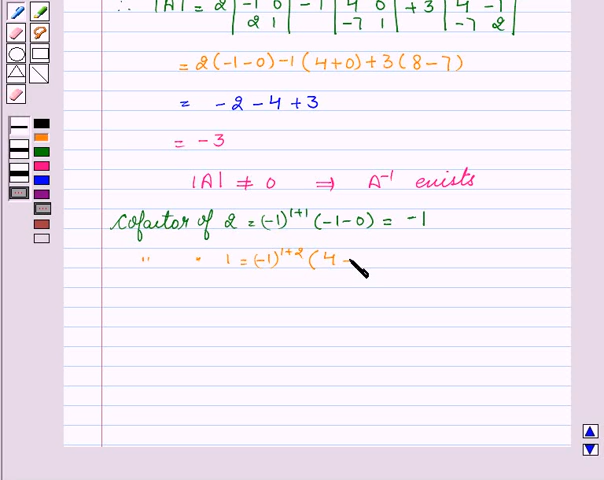 ∴ |A| = 2 |-1 0; 2 1| - 1 |4 0; -7 1| + 3 |4 -1; -7 2|
= 2(-1-0) -1(4+0) + 3(8-7)
= -2 - 4 + 3
= -3
|A| ≠ 0 ⇒ A⁻¹ exists
Cofactor of 2 = (-1)¹⁺¹ (-1-0) = -1
" " 1 = (-1)¹⁺² (4 -